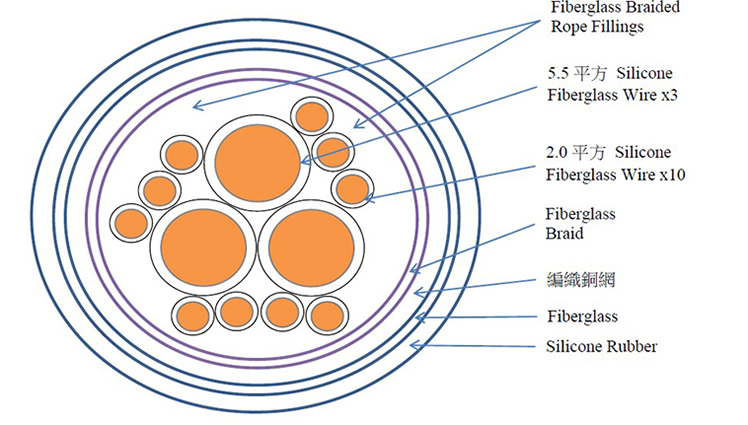 Fiberglass Braided
Rope Fillings
5.5 平方 Silicone
Fiberglass Wire x3
2.0 平方 Silicone
Fiberglass Wire x10
Fiberglass
Braid
編織銅網
Fiberglass
Silicone Rubber